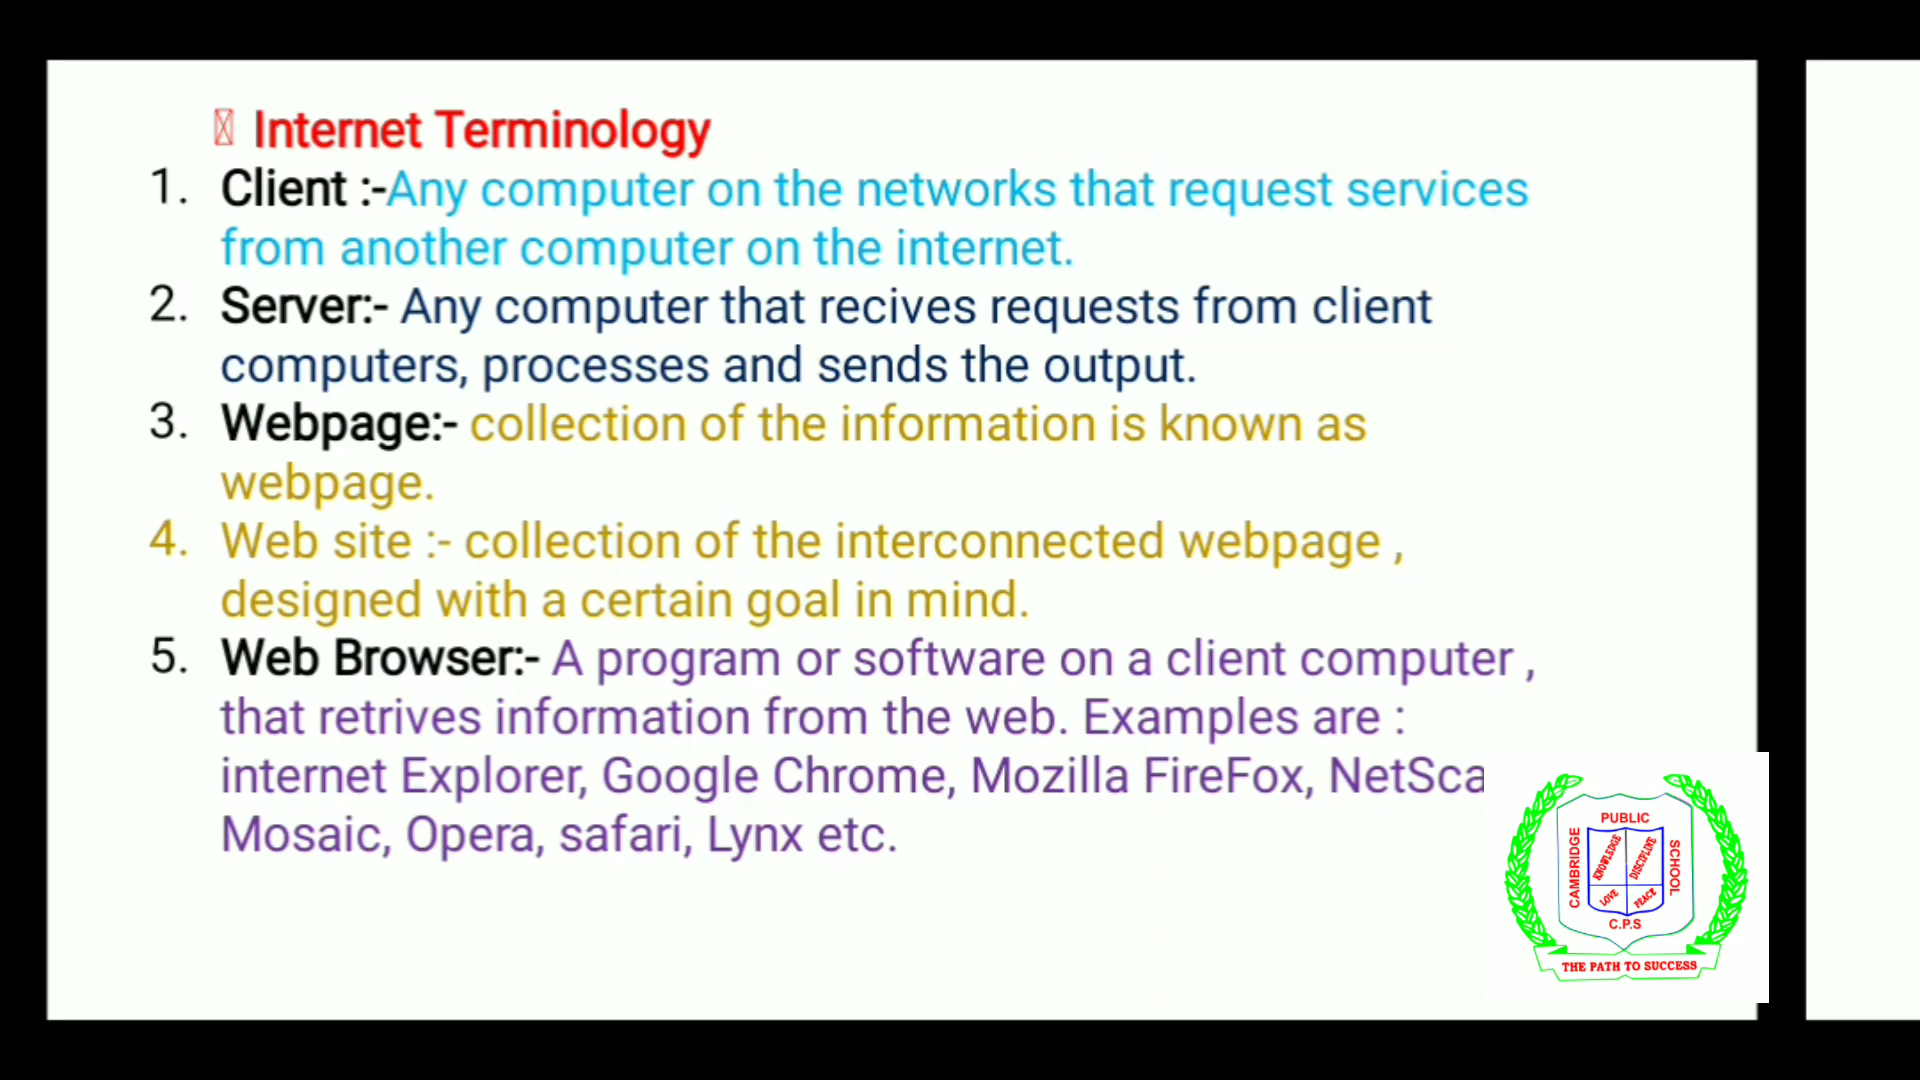 Internet Terminology
1. Client :-Any computer on the networks that request services
from another computer on the internet.
2. Server:- Any computer that recives requests from client
computers, processes and sends the output.
3. Webpage:- collection of the information is known as
webpage.
4. Web site :- collection of the interconnected webpage ,
designed with a certain goal in mind.
5. Web Browser:- A program or software on a client computer ,
that retrives information from the web. Examples are :
internet Explorer, Google Chrome, Mozilla FireFox, NetSca
Mosaic, Opera, safari, Lynx etc.
PUBLIC
CAMBRIDGE
SCHOOL
KNOWLEDGE
DISCIPLINE
LOVE
PEACE
C.P.S
THE PATH TO SUCCESS